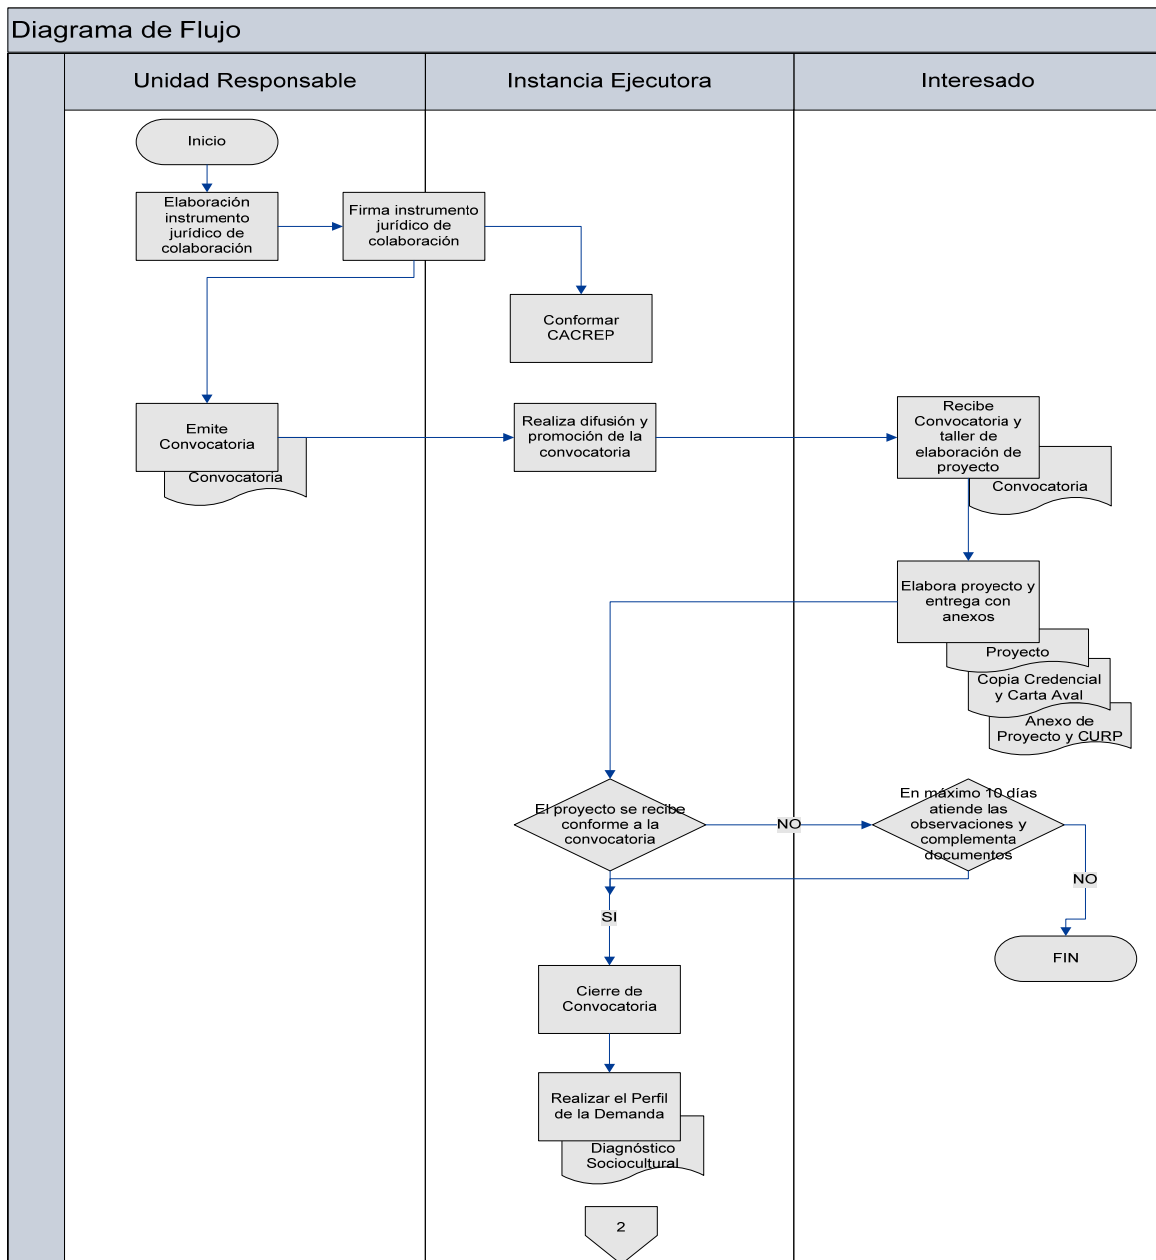 Diagrama de Flujo
Unidad Responsable
Instancia Ejecutora
Interesado
Inicio
Elaboración
instrumento
jurídico de
colaboración
Firma instrumento
jurídico de
colaboración
Conformar
CACREP
Emite
Convocatoria
Convocatoria
Realiza difusión y
promoción de la
convocatoria
Recibe
Convocatoria y
taller de
elaboración de
proyecto
Convocatoria
Elabora proyecto y
entrega con
anexos
Proyecto
Copia Credencial
y Carta Aval
Anexo de
Proyecto y CURP
El proyecto se recibe
conforme a la
convocatoria
NO
En máximo 10 días
atiende las
observaciones y
complementa
documentos
NO
SI
FIN
Cierre de
Convocatoria
Realizar el Perfil
de la Demanda
Diagnóstico
Sociocultural
2